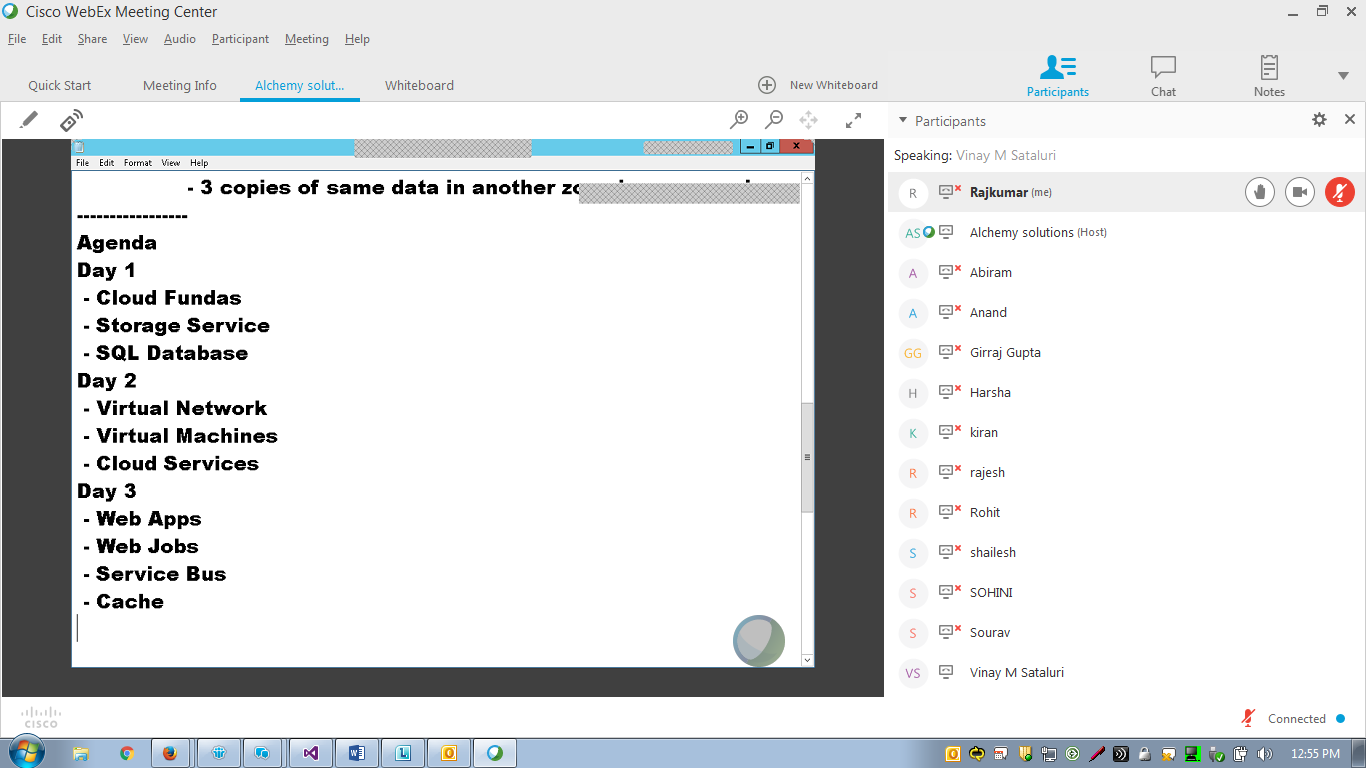 Cisco WebEx Meeting Center
File Edit Share View Audio Participant Meeting Help
Quick Start Meeting Info Alchemy solut... Whiteboard New Whiteboard
Participants Chat Notes
File Edit Format View Help
- 3 copies of same data in another
-----------------
Agenda
Day 1
- Cloud Fundas
- Storage Service
- SQL Database
Day 2
- Virtual Network
- Virtual Machines
- Cloud Services
Day 3
- Web Apps
- Web Jobs
- Service Bus
- Cache
Participants
Speaking: Vinay M Sataluri
R Rajkumar (me)
AS Alchemy solutions (Host)
A Abiram
A Anand
GG Girraj Gupta
H Harsha
K kiran
R rajesh
R Rohit
S shailesh
S SOHINI
S Sourav
VS Vinay M Sataluri
CISCO
Connected
12:55 PM